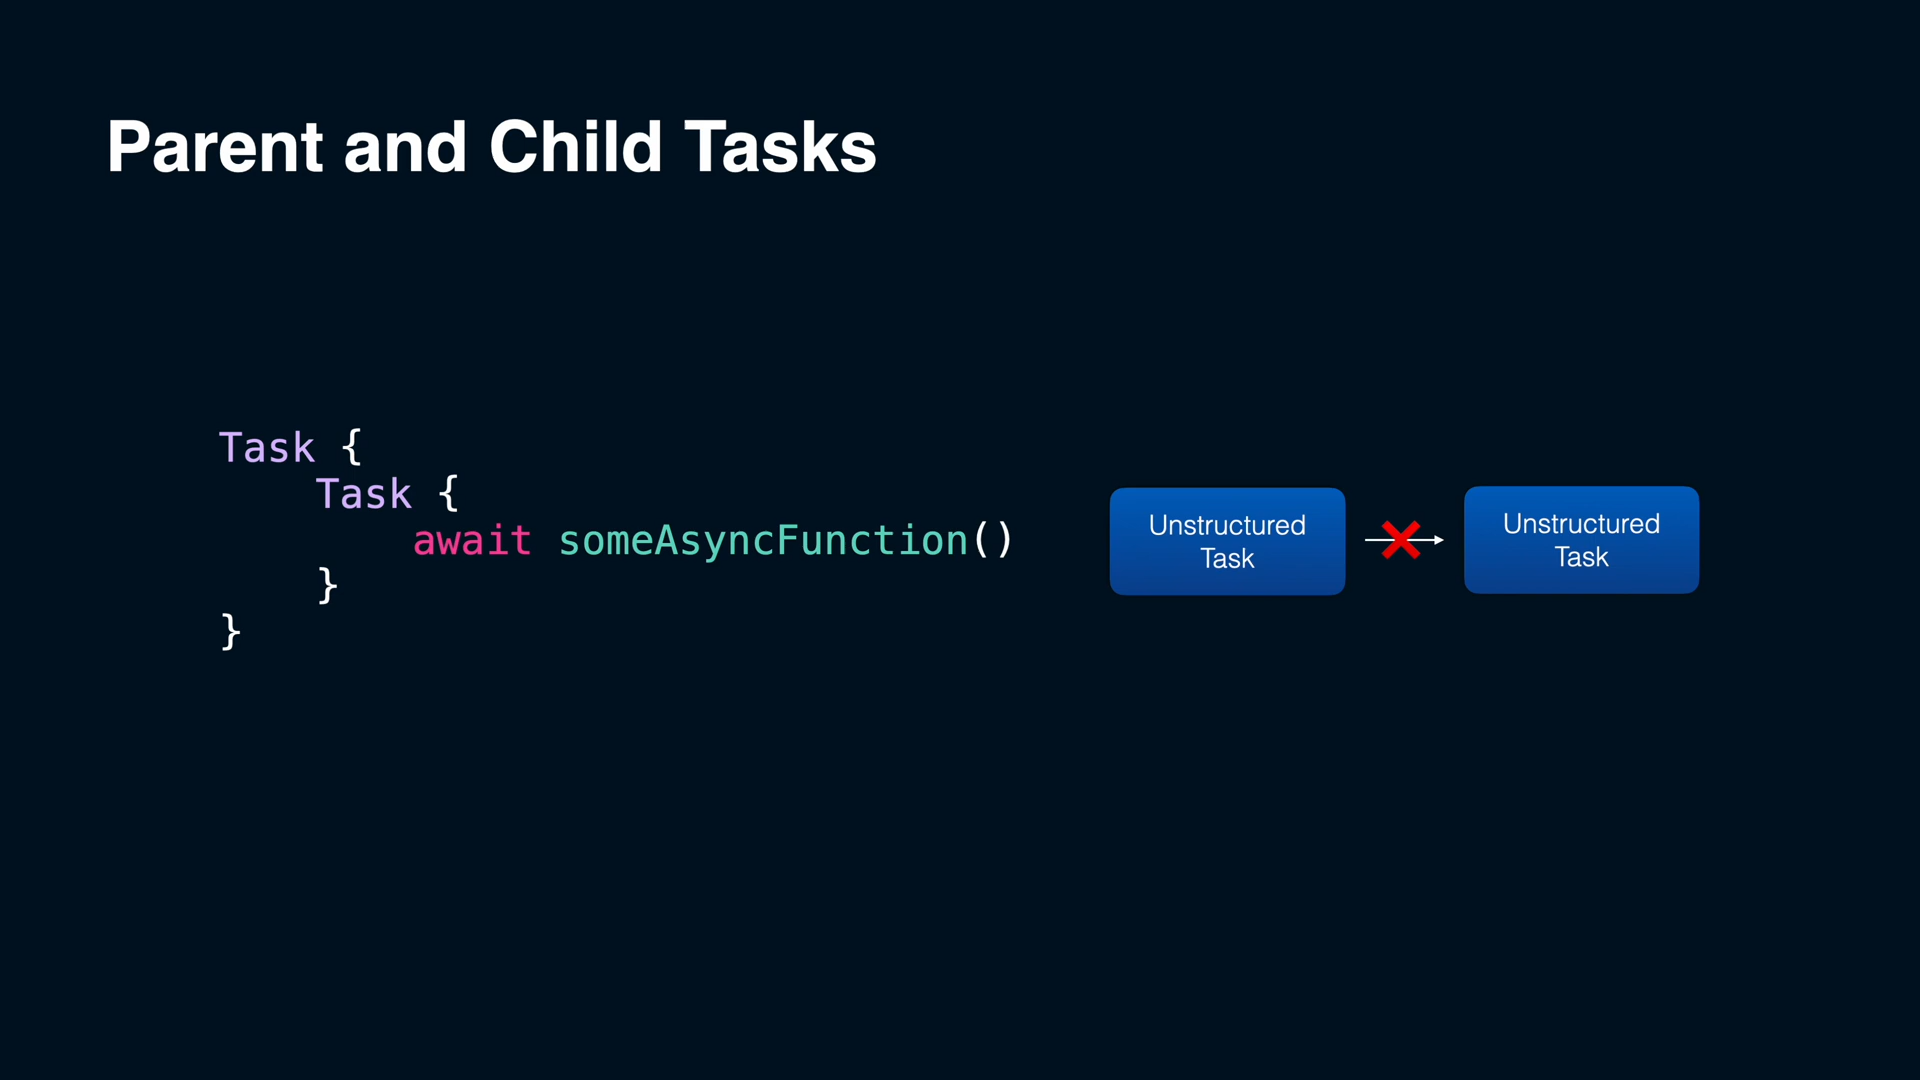 Parent and Child Tasks
Task {
    Task {
        await someAsyncFunction()
    }
}
Unstructured
Task
Unstructured
Task